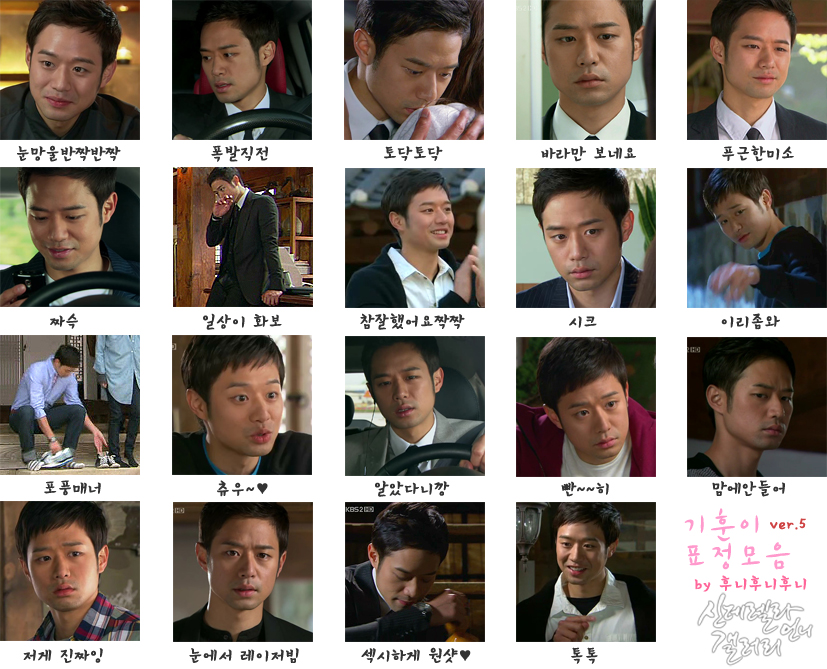 눈망울반짝반짝
폭발직전
토닥토닥
바라만 보네요
푸근한미소
짜슥
일상이 화보
참잘했어요짝짝
시크
이리좀와
포풍매너
츄우~♥
알았다니깡
빤~~히
맘에안들어
저게 진짜잉
눈에서 레이저빔
KBS2
섹시하게 원샷♥
톡톡
기훈이 ver.5
표정모음
by 후니후니후니
신데렐라
언니
갤러리